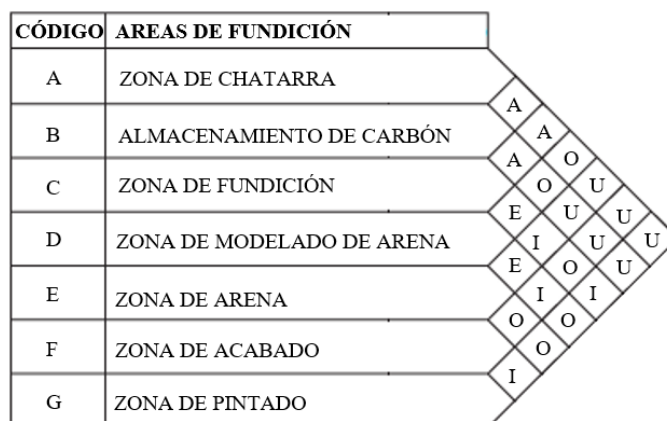 CÓDIGO AREAS DE FUNDICIÓN
A ZONA DE CHATARRA
A
B ALMACENAMIENTO DE CARBÓN A
A O
C ZONA DE FUNDICIÓN O U
E U U
D ZONA DE MODELADO DE ARENA I U U
E O U
E ZONA DE ARENA I I
O O
F ZONA DE ACABADO O
I
G ZONA DE PINTADO